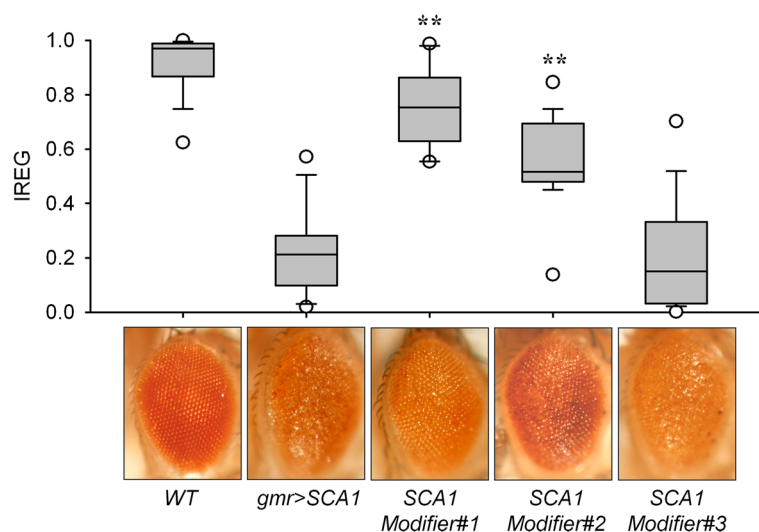 **
**
1.0
0.8
0.6
0.4
0.2
0.0
IREG
WT
gmr>SCA1
SCA1
Modifier#1
SCA1
Modifier#2
SCA1
Modifier#3